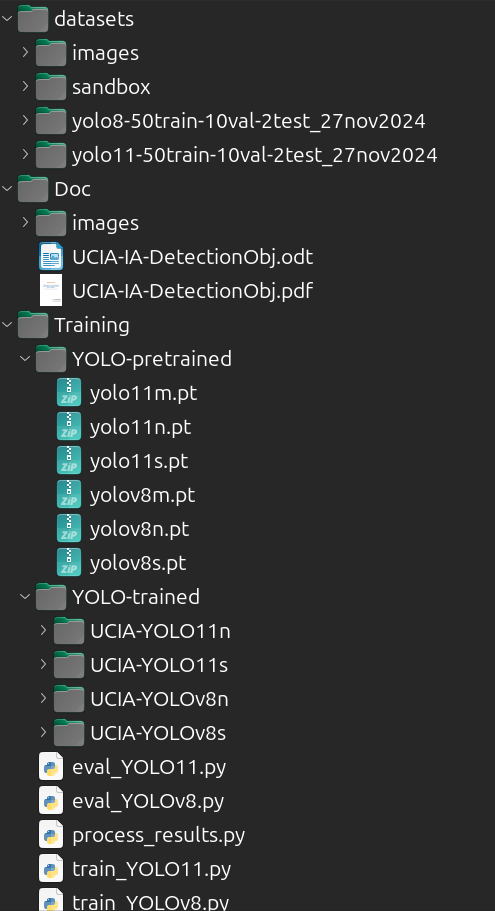 datasets
images
sandbox
yolo8-50train-10val-2test_27nov2024
yolo11-50train-10val-2test_27nov2024
Doc
images
UCIA-IA-DetectionObj.odt
UCIA-IA-DetectionObj.pdf
Training
YOLO-pretrained
yolo11m.pt
yolo11n.pt
yolo11s.pt
yolov8m.pt
yolov8n.pt
yolov8s.pt
YOLO-trained
UCIA-YOLO11n
UCIA-YOLO11s
UCIA-YOLOv8n
UCIA-YOLOv8s
eval_YOLO11.py
eval_YOLOv8.py
process_results.py
train_YOLO11.py
train_YOLOv8.py